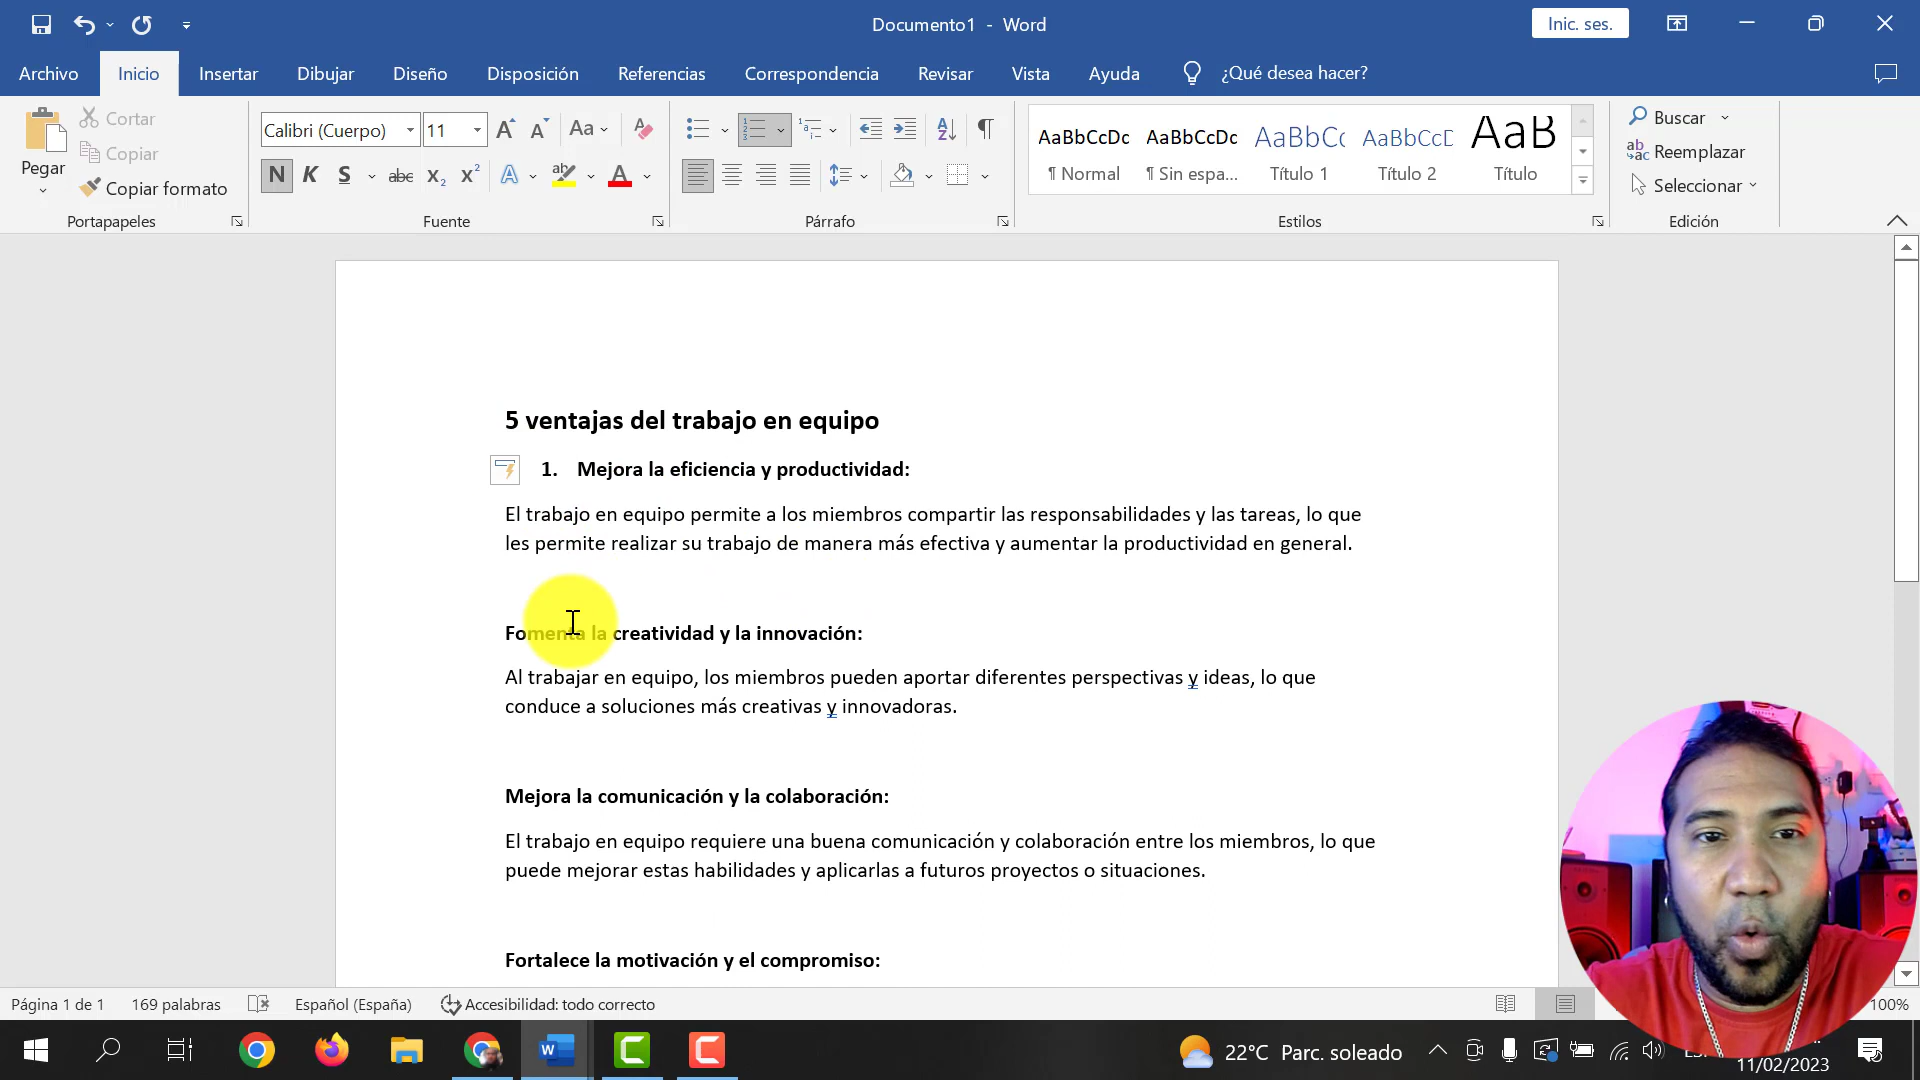 Documento1 - Word
Inic. ses.
Archivo Inicio Insertar Dibujar Diseño Disposición Referencias Correspondencia Revisar Vista Ayuda ¿Qué desea hacer?
Pegar
Cortar
Copiar
Copiar formato
Portapapeles
Calibri (Cuerpo) 11
N K S abc x₂ x²
Fuente
Párrafo
AaBbCcDc AaBbCcDc AaBbCc AaBbCcD AaB
¶ Normal ¶ Sin espa... Título 1 Título 2 Título
Estilos
Buscar
Reemplazar
Seleccionar
Edición
5 ventajas del trabajo en equipo
1. Mejora la eficiencia y productividad:
El trabajo en equipo permite a los miembros compartir las responsabilidades y las tareas, lo que
les permite realizar su trabajo de manera más efectiva y aumentar la productividad en general.
Fomenta la creatividad y la innovación:
Al trabajar en equipo, los miembros pueden aportar diferentes perspectivas y ideas, lo que
conduce a soluciones más creativas y innovadoras.
Mejora la comunicación y la colaboración:
El trabajo en equipo requiere una buena comunicación y colaboración entre los miembros, lo que
puede mejorar estas habilidades y aplicarlas a futuros proyectos o situaciones.
Fortalece la motivación y el compromiso:
Página 1 de 1 169 palabras Español (España) Accesibilidad: todo correcto 100%
22°C Parc. soleado
11/02/2023